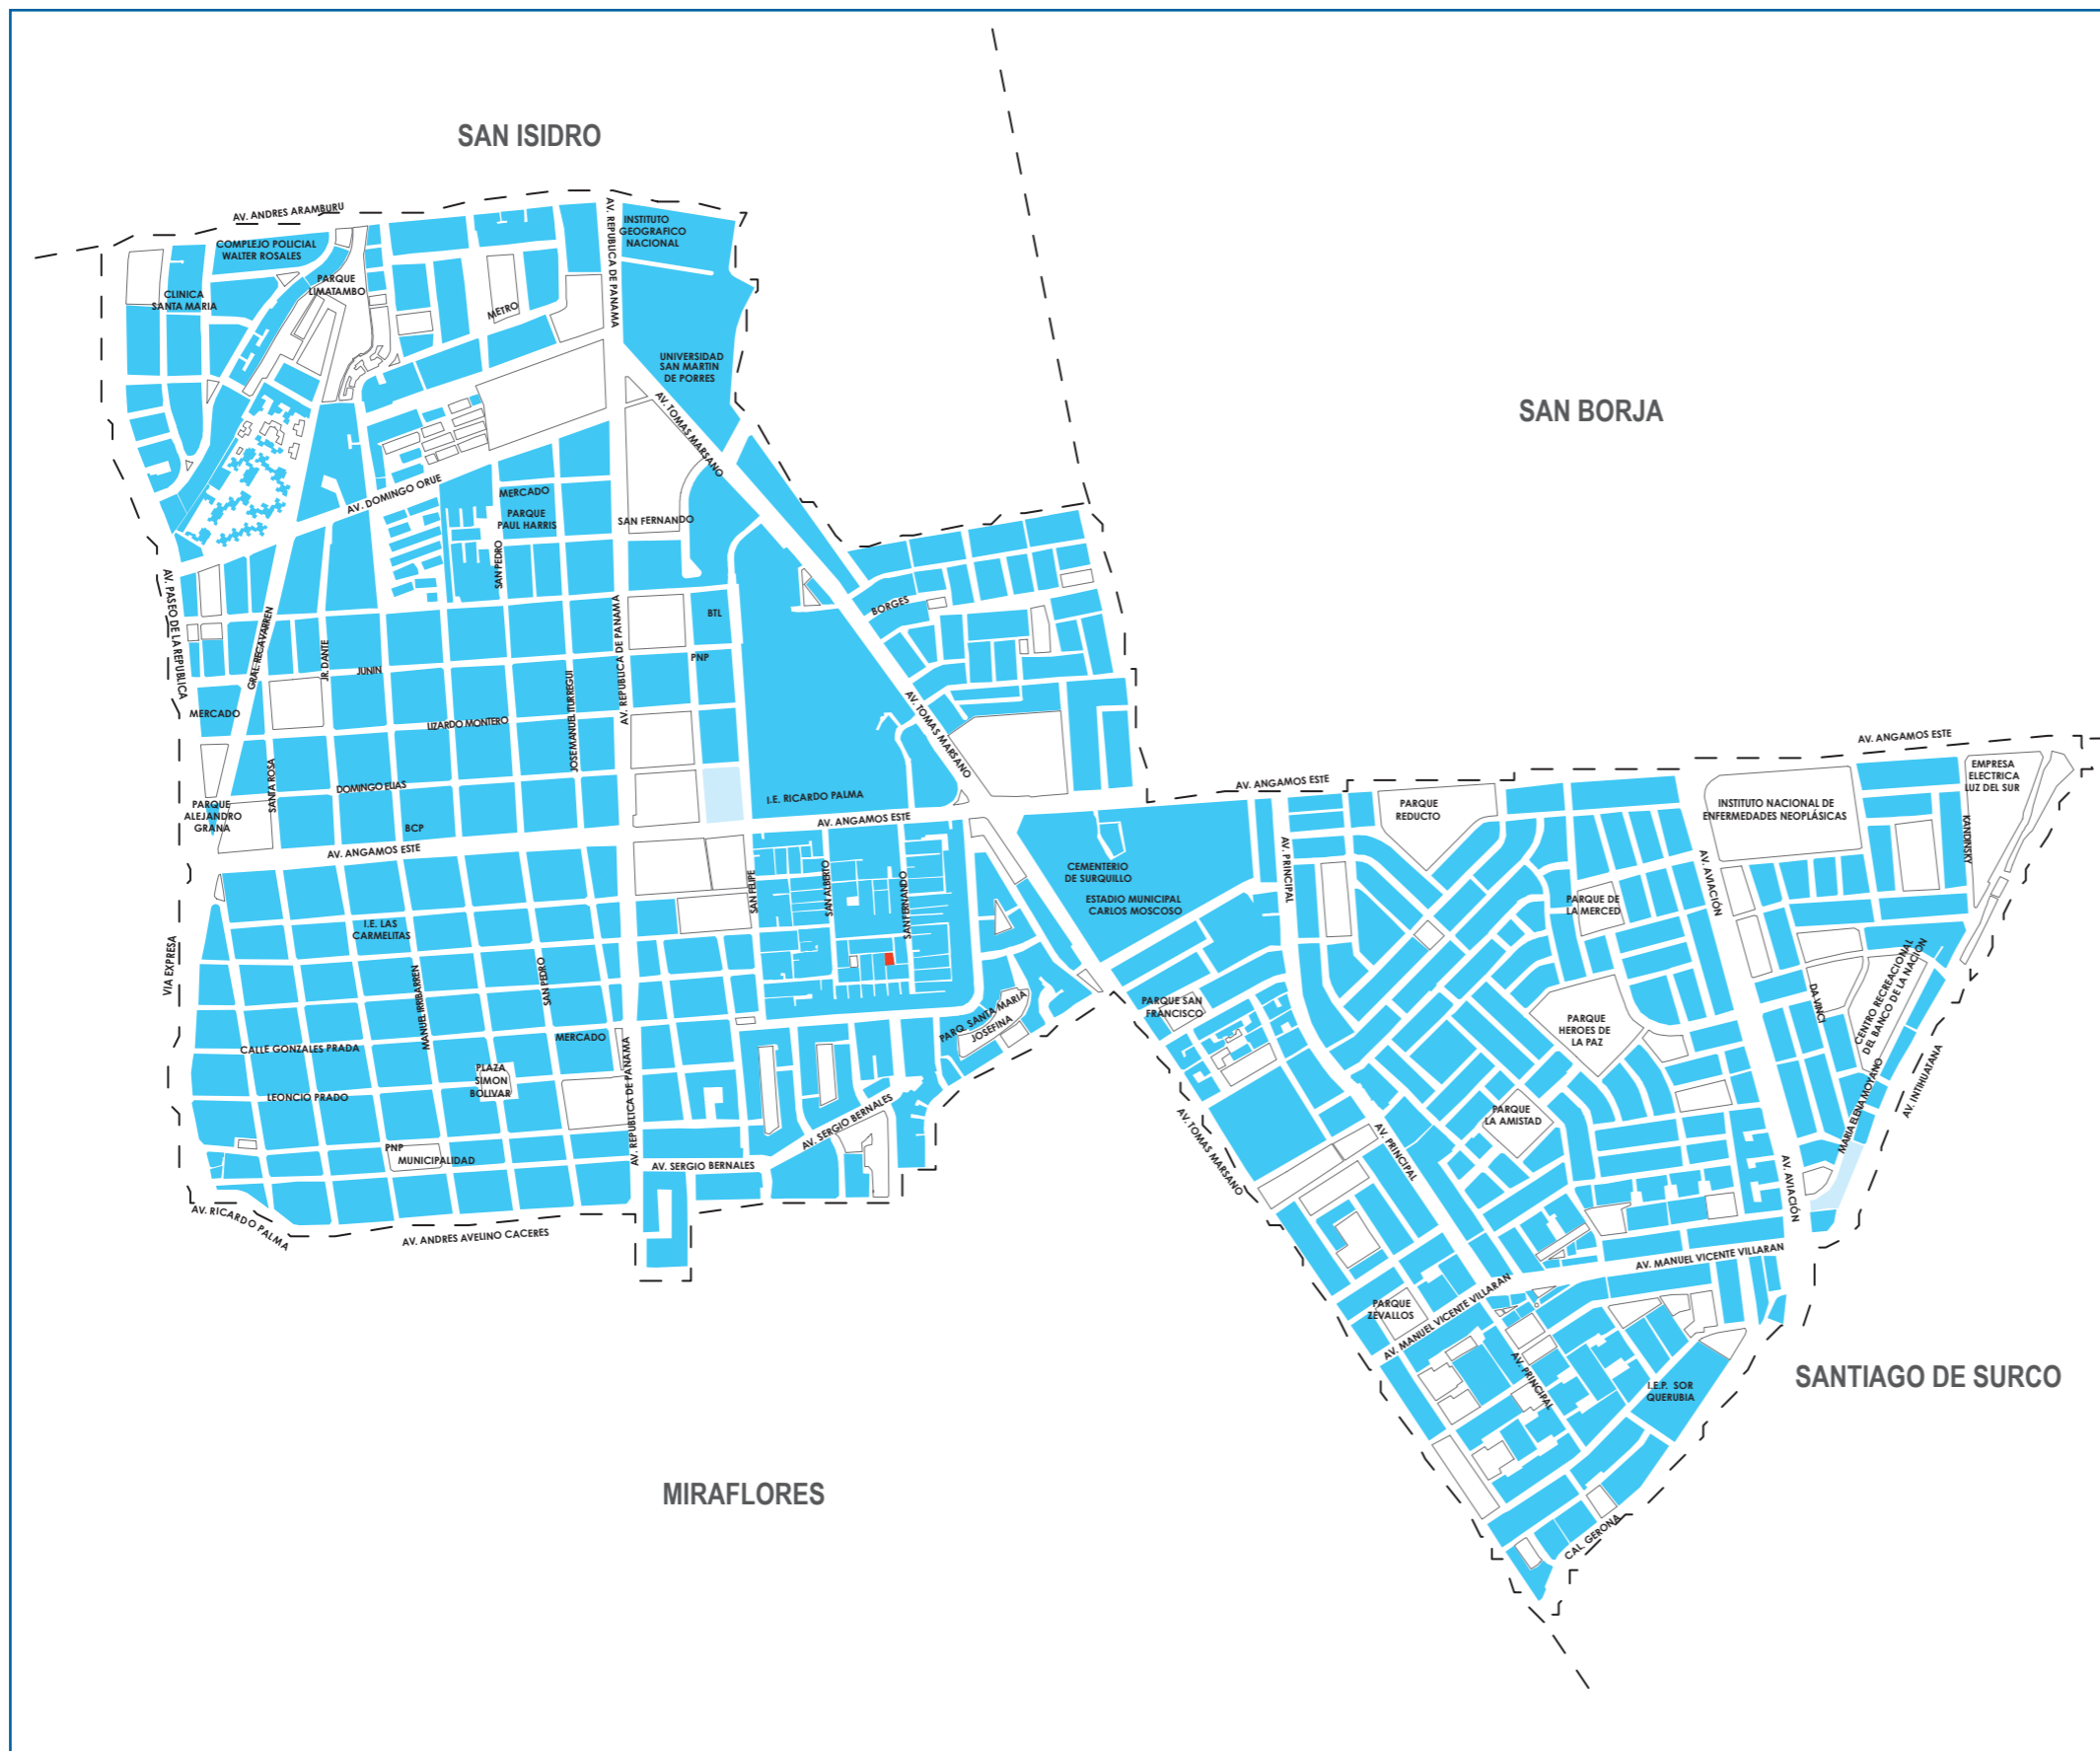 SAN ISIDRO
AV. ANDRES ARAMBURU
COMPLEJO POLICIAL
WALTER ROSALES
PARQUE
LIMATAMBO
CLINICA
SANTA MARIA
METRO
AV. REPUBLICA DE PANAMA
INSTITUTO
GEOGRAFICO
NACIONAL
UNIVERSIDAD
SAN MARTIN
DE PORRES
AV. TOMAS MARSANO
SAN BORJA
AV. DOMINGO ORUE
MERCADO
PARQUE
PAUL HARRIS
SAN FERNANDO
SAN PEDRO
AV. PASEO DE LA REPUBLICA
GRAL. RECAVARREN
JR. DANTE
JUNIN
LIZARDO MONTERO
JOSE MANUEL ITURREGUI
AV. REPUBLICA DE PANAMA
BTL
PNP
BORGES
AV. TOMAS MARSANO
MERCADO
SANTA ROSA
DOMINGO ELIAS
PARQUE
ALEJANDRO
GRANA
BCP
AV. ANGAMOS ESTE
I.E. RICARDO PALMA
AV. ANGAMOS ESTE
AV. ANGAMOS ESTE
AV. ANGAMOS ESTE
PARQUE
REDUCTO
INSTITUTO NACIONAL DE
ENFERMEDADES NEOPLÁSICAS
EMPRESA
ELECTRICA
LUZ DEL SUR
KANDINSKY
CEMENTERIO
DE SURQUILLO
ESTADIO MUNICIPAL
CARLOS MOSCOSO
AV. PRINCIPAL
AV. AVIACIÓN
PARQUE DE
LA MERCED
SAN FELIPE
SAN ALBERTO
SAN FERNANDO
I.E. LAS
CARMELITAS
VIA EXPRESA
MANUEL IRRIBARREN
SAN PEDRO
CALLE GONZALES PRADA
MERCADO
LEONCIO PRADO
PLAZA
SIMON
BOLIVAR
AV. REPUBLICA DE PANAMA
PARQ. SANTA MARIA
JOSEFINA
AV. SERGIO BERNALES
PNP
MUNICIPALIDAD
AV. SERGIO BERNALES
AV. RICARDO PALMA
AV. ANDRES AVELINO CACERES
PARQUE SAN
FRANCISCO
PARQUE
HEROES DE
LA PAZ
DA VINCI
CENTRO RECREACIONAL
DEL BANCO DE LA NACION
MARIA ELENA MOYANO
AV. INTIHUATANA
PARQUE
LA AMISTAD
AV. TOMAS MARSANO
AV. PRINCIPAL
AV. AVIACIÓN
AV. MANUEL VICENTE VILLARAN
PARQUE
ZEVALLOS
AV. MANUEL VICENTE VILLARAN
AV. PRINCIPAL
I.E.P. SOR
QUERUBIA
SANTIAGO DE SURCO
MIRAFLORES
CAL. GERONA